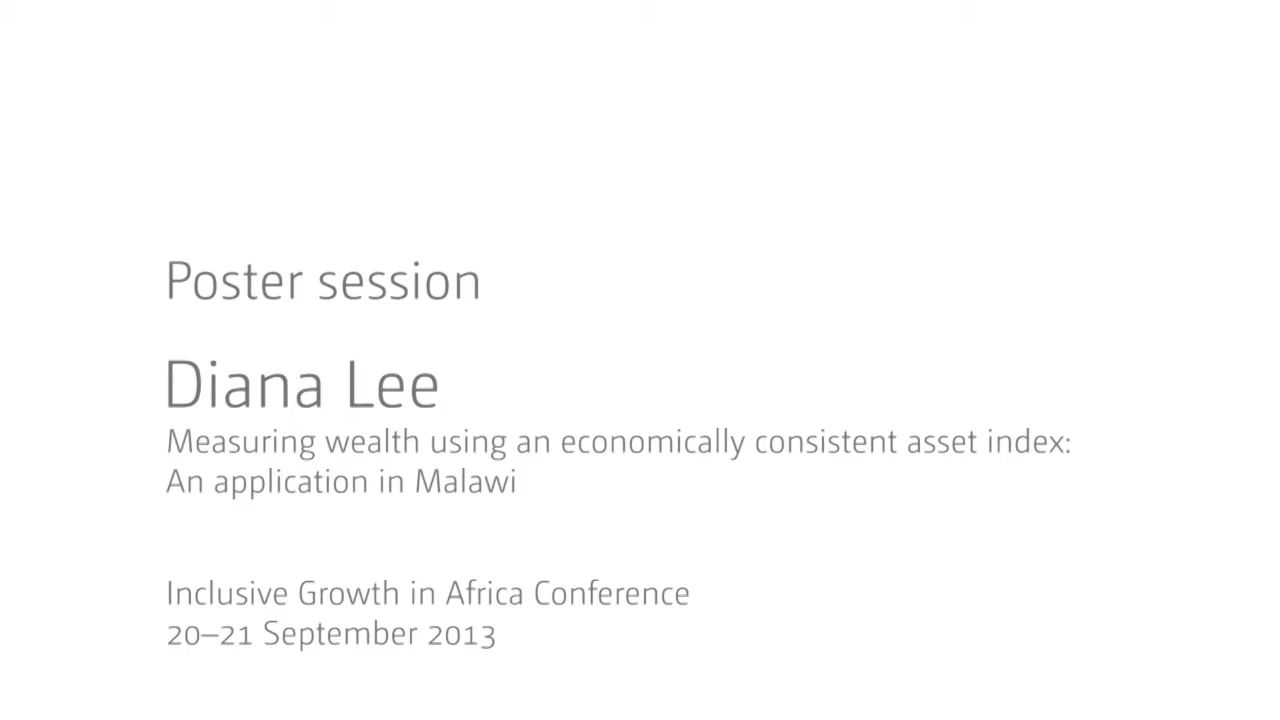 Poster session
Diana Lee
Measuring wealth using an economically consistent asset index:
An application in Malawi
Inclusive Growth in Africa Conference
20–21 September 2013